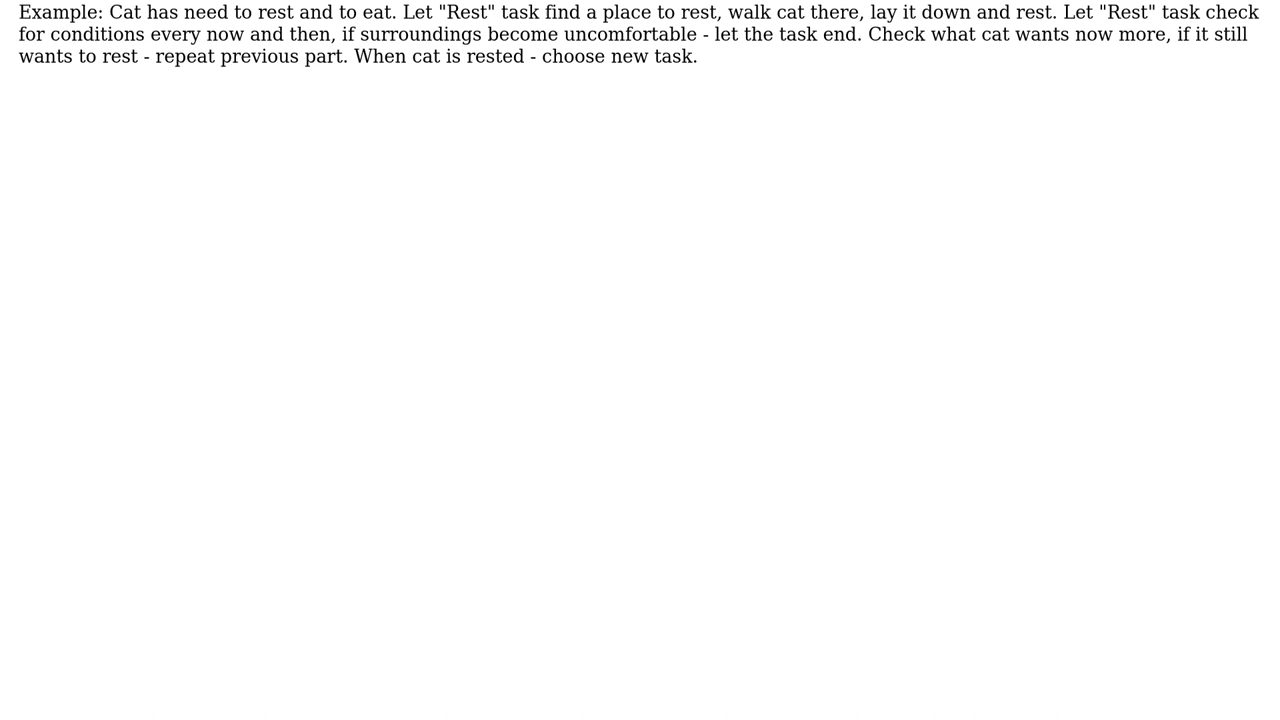 Example: Cat has need to rest and to eat. Let "Rest" task find a place to rest, walk cat there, lay it down and rest. Let "Rest" task check
for conditions every now and then, if surroundings become uncomfortable - let the task end. Check what cat wants now more, if it still
wants to rest - repeat previous part. When cat is rested - choose new task.